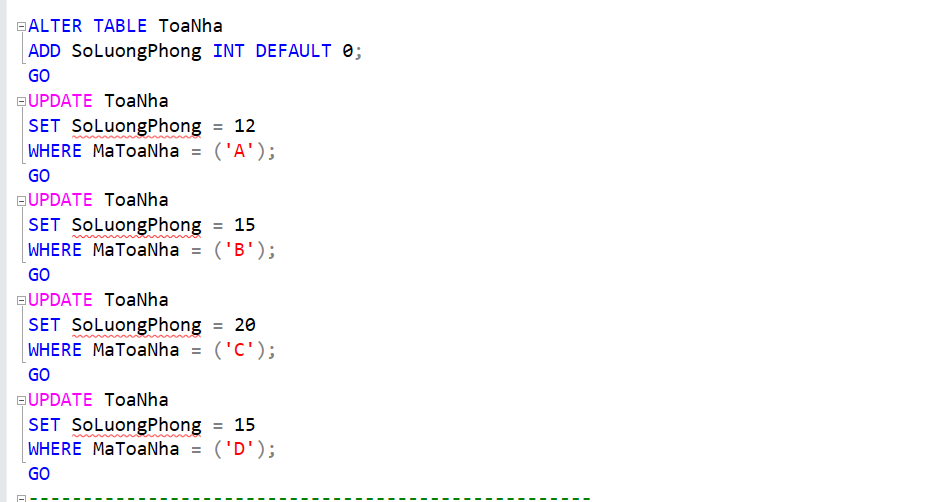 ALTER TABLE ToaNha
ADD SoLuongPhong INT DEFAULT 0;
GO
UPDATE ToaNha
SET SoLuongPhong = 12
WHERE MaToaNha = ('A');
GO
UPDATE ToaNha
SET SoLuongPhong = 15
WHERE MaToaNha = ('B');
GO
UPDATE ToaNha
SET SoLuongPhong = 20
WHERE MaToaNha = ('C');
GO
UPDATE ToaNha
SET SoLuongPhong = 15
WHERE MaToaNha = ('D');
GO
----------------------------------------------------